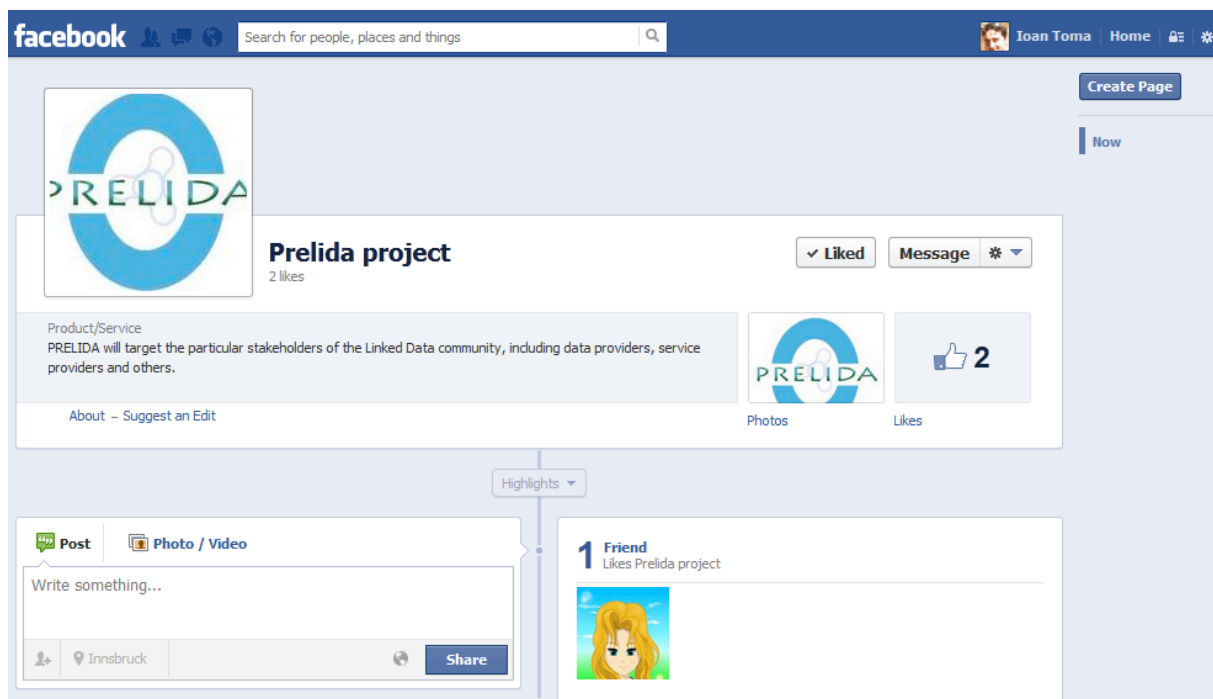 facebook
Search for people, places and things
Ioan Toma
Home
Create Page
Now
PRELIDA
Prelida project
2 likes
Liked
Message
Product/Service
PRELIDA will target the particular stakeholders of the Linked Data community, including data providers, service
providers and others.
About – Suggest an Edit
PRELIDA
Photos
2
Likes
Highlights
Post
Photo / Video
Write something...
Innsbruck
Share
1 Friend
Likes Prelida project